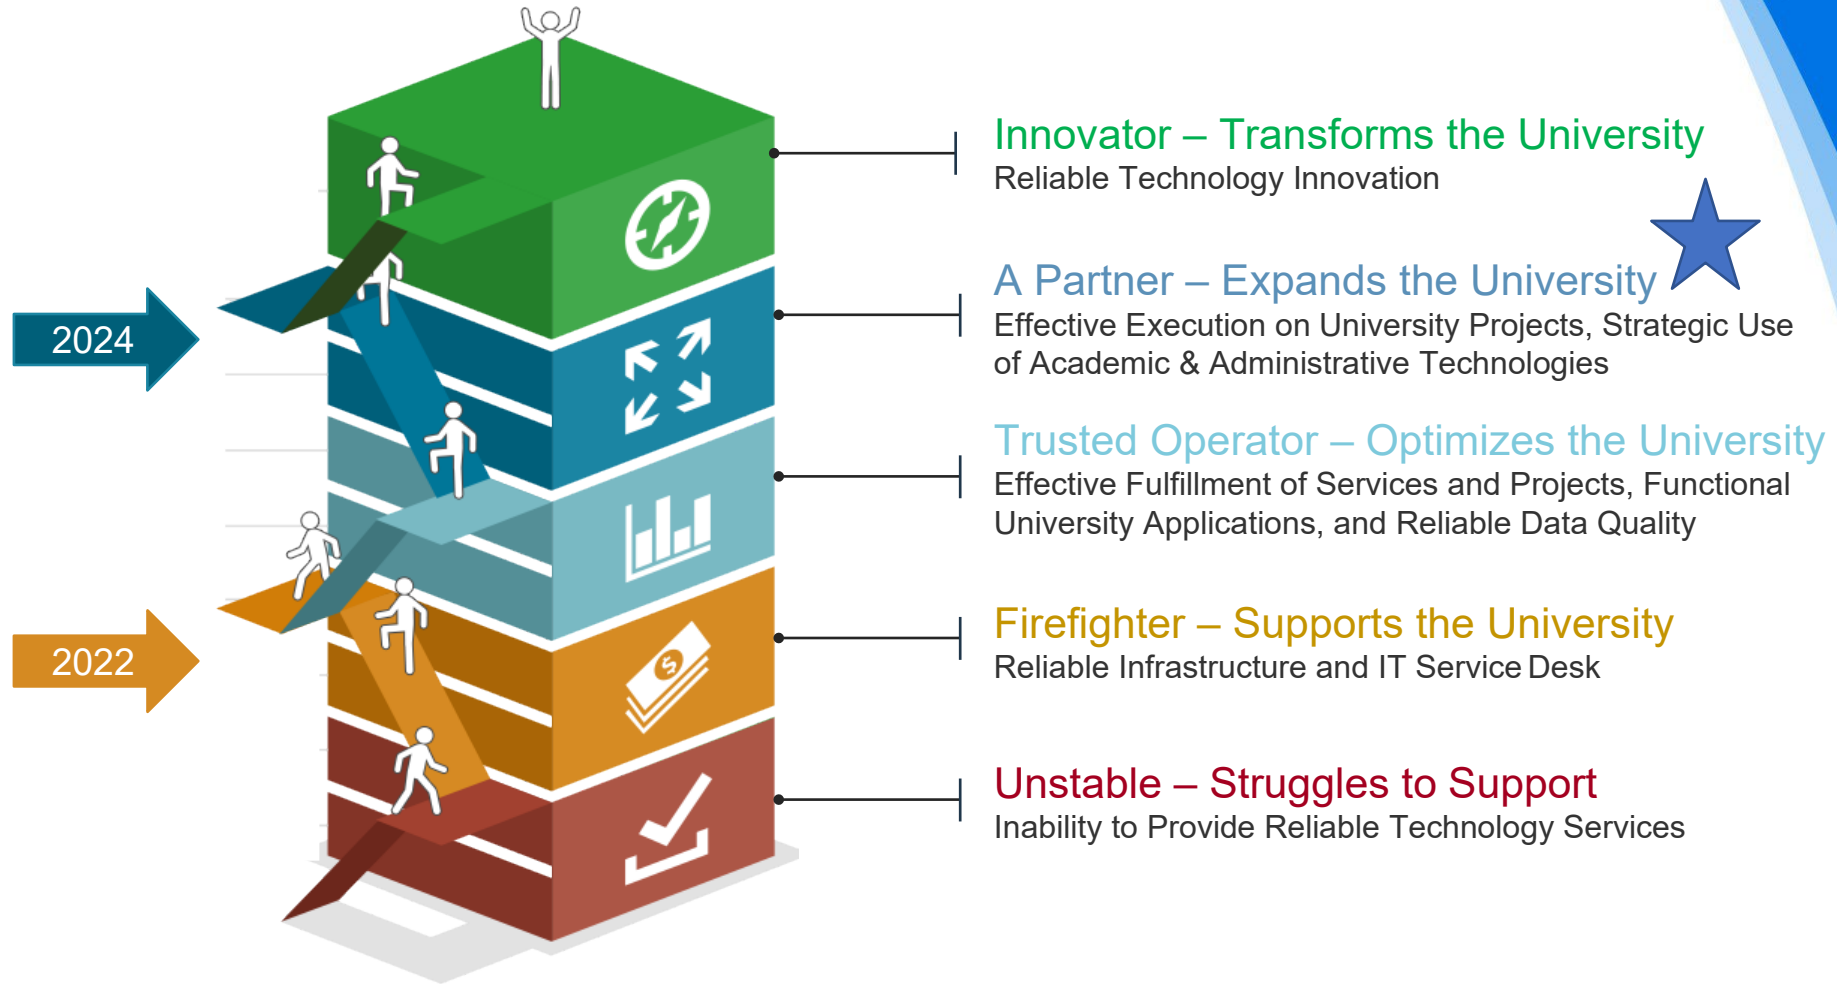 Innovator – Transforms the University
Reliable Technology Innovation
A Partner – Expands the University
Effective Execution on University Projects, Strategic Use
of Academic & Administrative Technologies
2024
Trusted Operator – Optimizes the University
Effective Fulfillment of Services and Projects, Functional
University Applications, and Reliable Data Quality
Firefighter – Supports the University
Reliable Infrastructure and IT Service Desk
2022
Unstable – Struggles to Support
Inability to Provide Reliable Technology Services
$